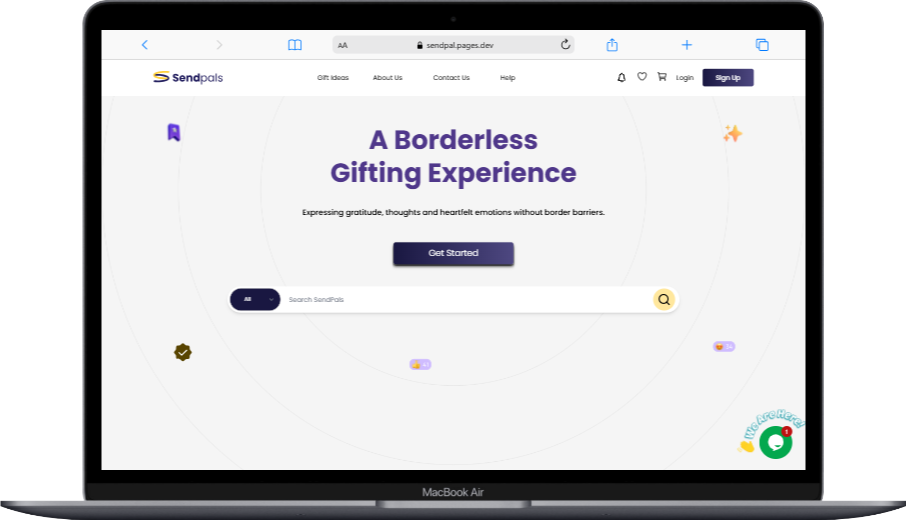 AA
sendpal.pages.dev
Sendpals
Gift Ideas
About Us
Contact Us
Help
Login
Sign Up
A Borderless
Gifting Experience
Expressing gratitude, thoughts and heartfelt emotions without border barriers.
Get Started
All
Search SendPals
We Are Here!
1
MacBook Air